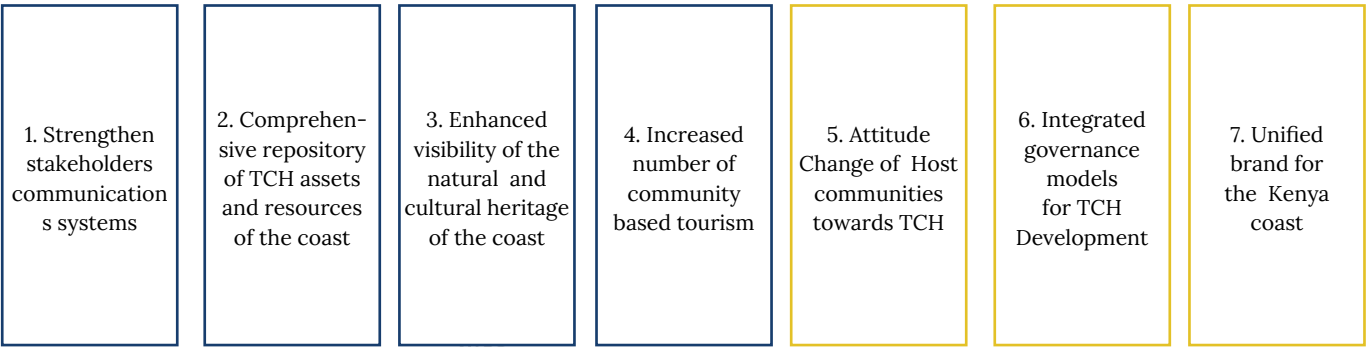 1. Strengthen
stakeholders
communication
s systems
2. Comprehen-
sive repository
of TCH assets
and resources
of the coast
3. Enhanced
visibility of the
natural and
cultural heritage
of the coast
4. Increased
number of
community
based tourism
5. Attitude
Change of Host
communities
towards TCH
6. Integrated
governance
models
for TCH
Development
7. Unified
brand for
the Kenya
coast